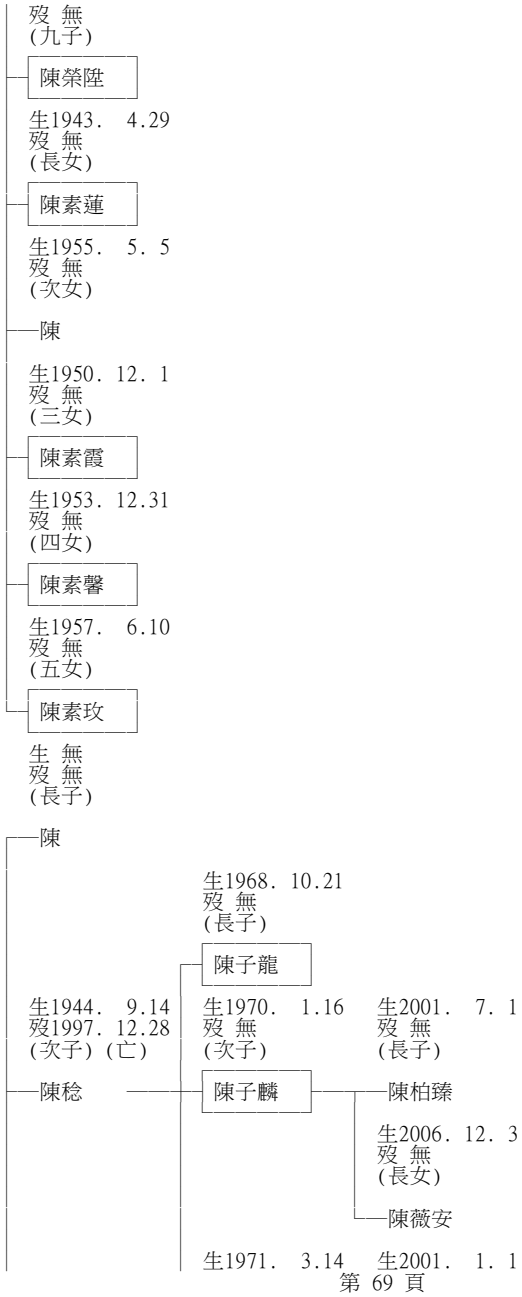 歿 無
(九子)
陳榮陞
生1943. 4.29
歿 無
(長女)
陳素蓮
生1955. 5. 5
歿 無
(次女)
陳
生1950. 12. 1
歿 無
(三女)
陳素霞
生1953. 12.31
歿 無
(四女)
陳素馨
生1957. 6.10
歿 無
(五女)
陳素玫
生 無
歿 無
(長子)
陳
生1968. 10.21
歿 無
(長子)
陳子龍
生1944. 9.14 生1970. 1.16 生2001. 7. 1
歿1997. 12.28 歿 無 歿 無
(次子)(亡) (次子) (長子)
陳稔 陳子麟 陳柏臻
生2006. 12. 3
歿 無
(長女)
陳薇安
生1971. 3.14 生2001. 1. 1
第 69 頁